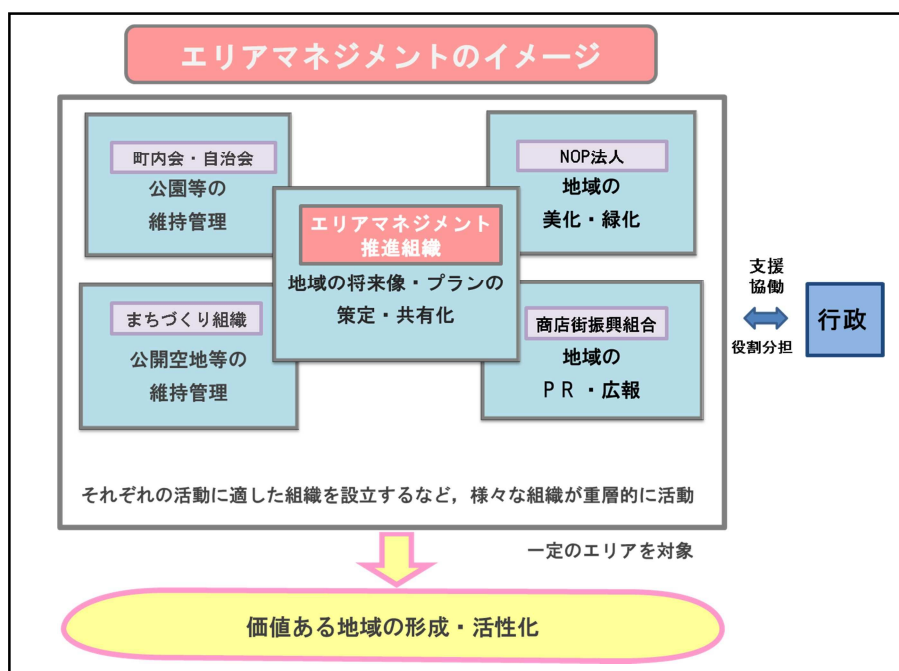 エリアマネジメントのイメージ
町内会・自治会
公園等の
維持管理
NOP法人
地域の
美化・緑化
エリアマネジメント
推進組織
地域の将来像・プランの
策定・共有化
まちづくり組織
公開空地等の
維持管理
商店街振興組合
地域の
ＰＲ・広報
支援
協働
役割分担
行政
それぞれの活動に適した組織を設立するなど，様々な組織が重層的に活動
一定のエリアを対象
価値ある地域の形成・活性化